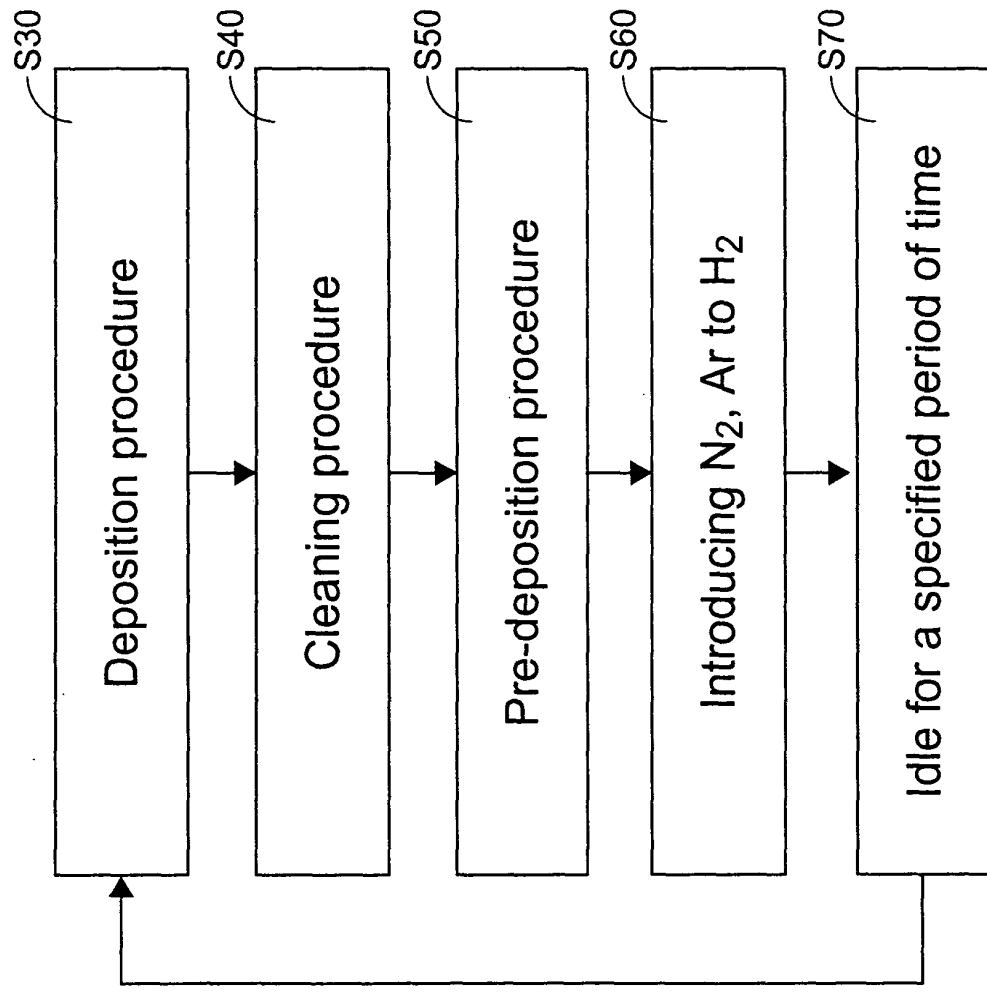 S30
Deposition procedure
S40
Cleaning procedure
S50
Pre-deposition procedure
S60
Introducing N2, Ar to H2
S70
Idle for a specified period of time